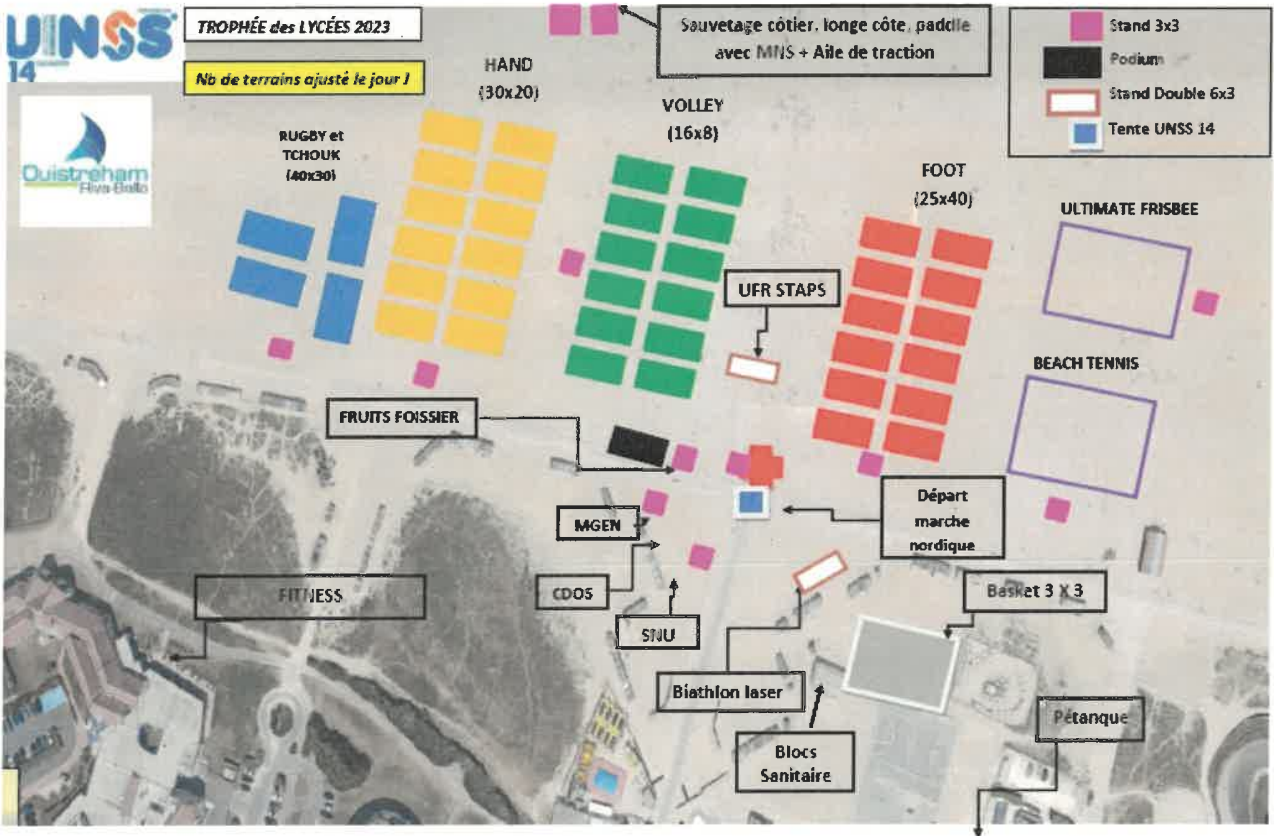 UNSS
14
TROPHÉE des LYCÉES 2023
Nb de terrains ajusté le jour J
Ouistreham
Riva-Bella
Sauvetage côtier, longe côte, paddle
avec MNS + Aile de traction
Stand 3x3
Podium
Stand Double 6x3
Tente UNSS 14
HAND
(30x20)
VOLLEY
(16x8)
RUGBY et
TCHOUK
(40x30)
FOOT
(25x40)
ULTIMATE FRISBEE
UFR STAPS
BEACH TENNIS
FRUITS FOISSIER
MGEN
Départ
marche
nordique
FITNESS
CDOS
SNU
Basket 3 X 3
Biathlon laser
Pétanque
Blocs
Sanitaire